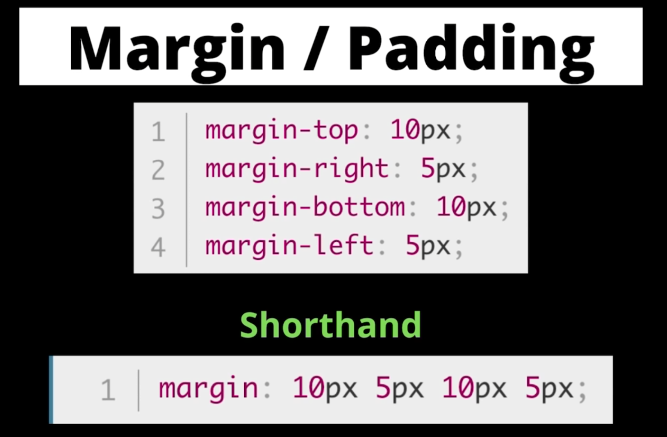 Margin / Padding
1 margin-top: 10px;
2 margin-right: 5px;
3 margin-bottom: 10px;
4 margin-left: 5px;
Shorthand
1 margin: 10px 5px 10px 5px;